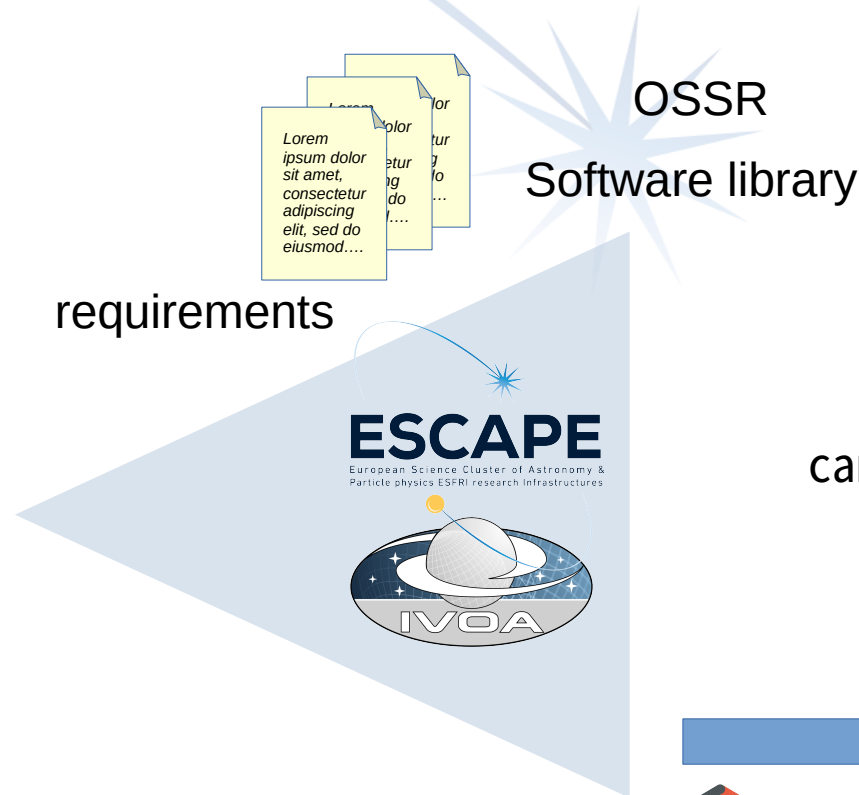 OSSR
Software library
Lorem
ipsum dolor
sit amet,
consectetur
adipiscing
elit, sed do
eiusmod….
requirements
ESCAPE
European Science Cluster of Astronomy &
Particle physics ESFRI research Infrastructures
IVOA